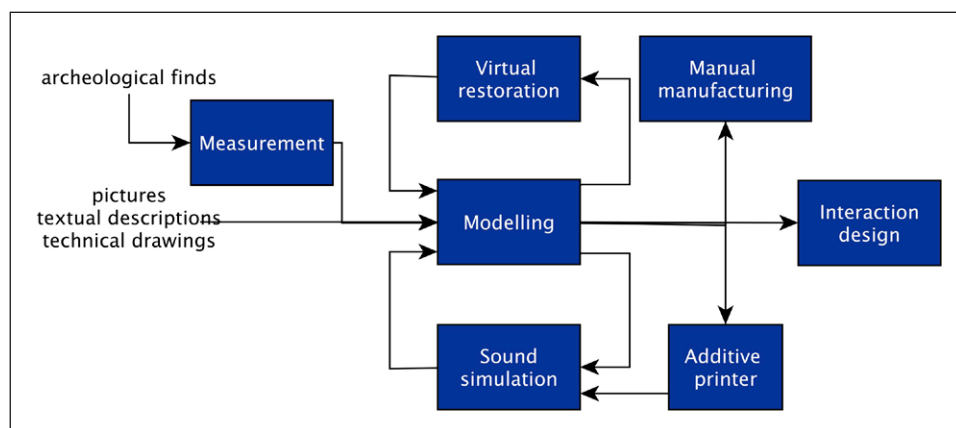 archeological finds
Measurement
pictures
textual descriptions
technical drawings
Virtual
restoration
Modelling
Sound
simulation
Manual
manufacturing
Additive
printer
Interaction
design